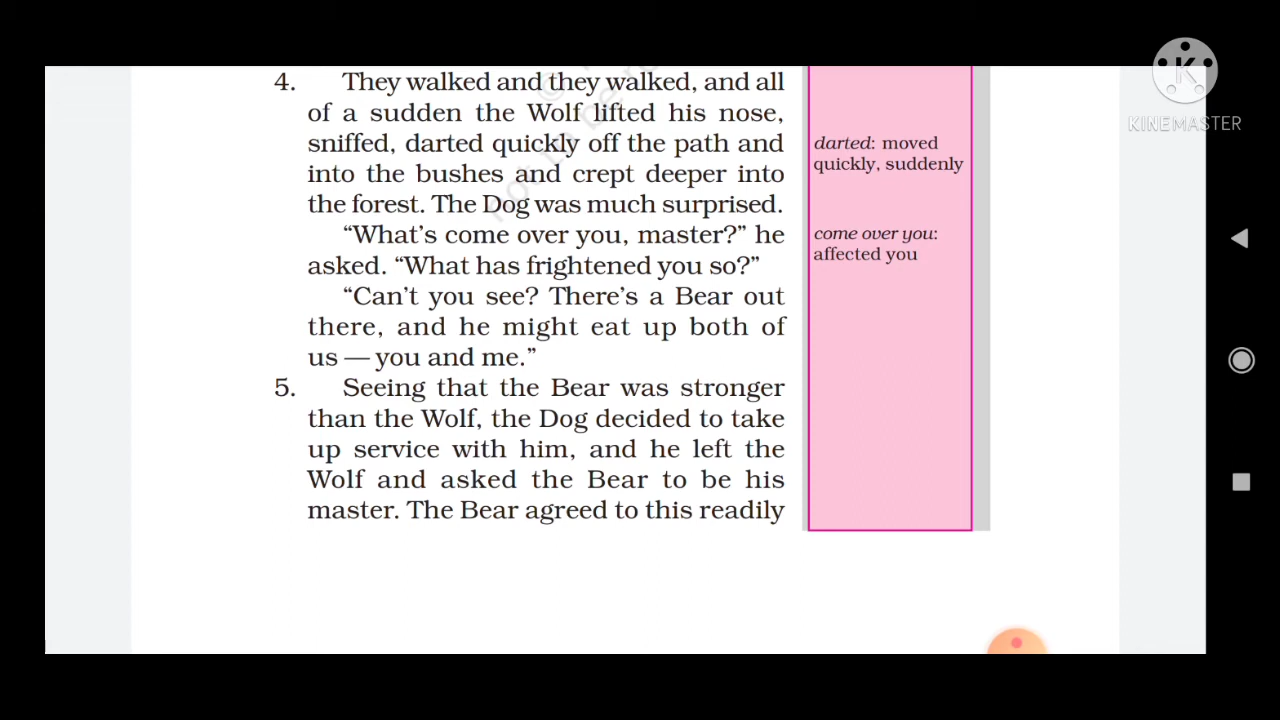 KINEMASTER
4. They walked and they walked, and all
of a sudden the Wolf lifted his nose,
sniffed, darted quickly off the path and
into the bushes and crept deeper into
the forest. The Dog was much surprised.
“What’s come over you, master?” he
asked. “What has frightened you so?”
“Can’t you see? There’s a Bear out
there, and he might eat up both of
us — you and me.”
5. Seeing that the Bear was stronger
than the Wolf, the Dog decided to take
up service with him, and he left the
Wolf and asked the Bear to be his
master. The Bear agreed to this readily
darted: moved
quickly, suddenly
come over you:
affected you
©
not to be r